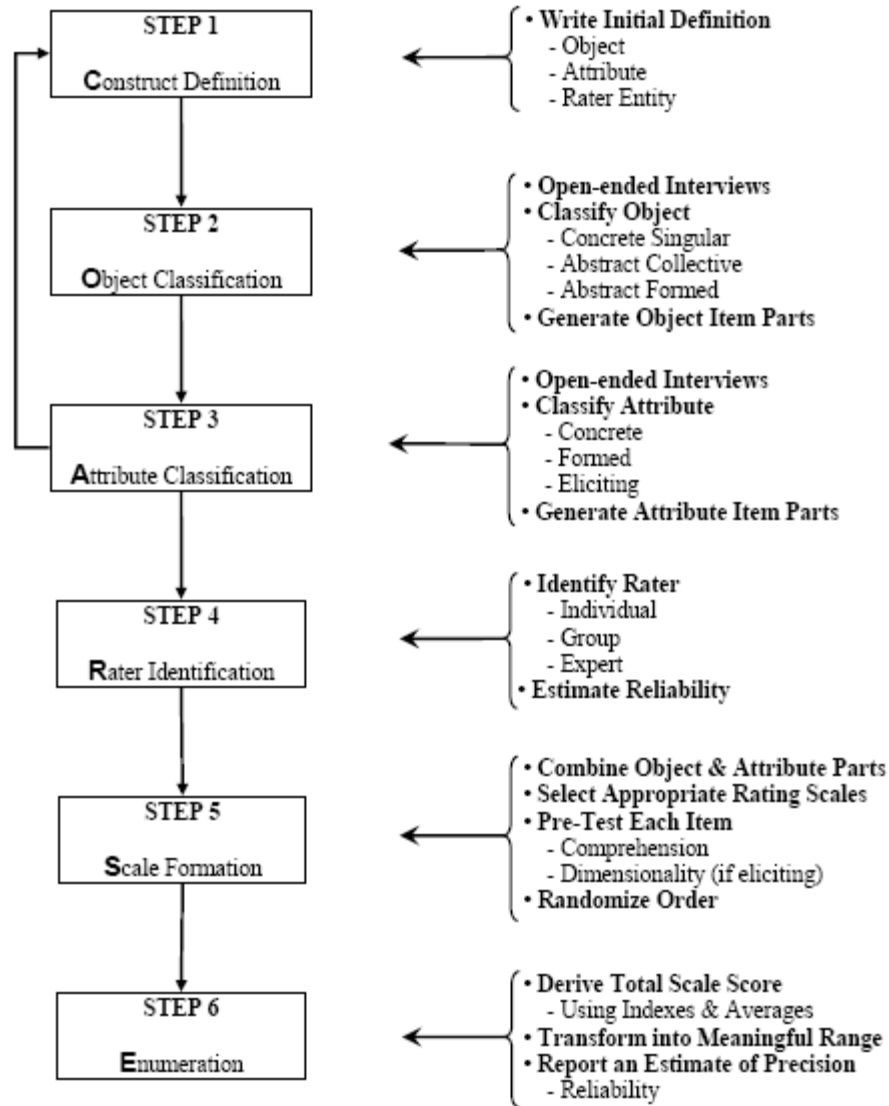 STEP 1
Construct Definition
• Write Initial Definition
- Object
- Attribute
- Rater Entity
STEP 2
Object Classification
• Open-ended Interviews
• Classify Object
- Concrete Singular
- Abstract Collective
- Abstract Formed
• Generate Object Item Parts
STEP 3
Attribute Classification
• Open-ended Interviews
• Classify Attribute
- Concrete
- Formed
- Eliciting
• Generate Attribute Item Parts
STEP 4
Rater Identification
• Identify Rater
- Individual
- Group
- Expert
• Estimate Reliability
STEP 5
Scale Formation
• Combine Object & Attribute Parts
• Select Appropriate Rating Scales
• Pre-Test Each Item
- Comprehension
- Dimensionality (if eliciting)
• Randomize Order
STEP 6
Enumeration
• Derive Total Scale Score
- Using Indexes & Averages
• Transform into Meaningful Range
• Report an Estimate of Precision
- Reliability